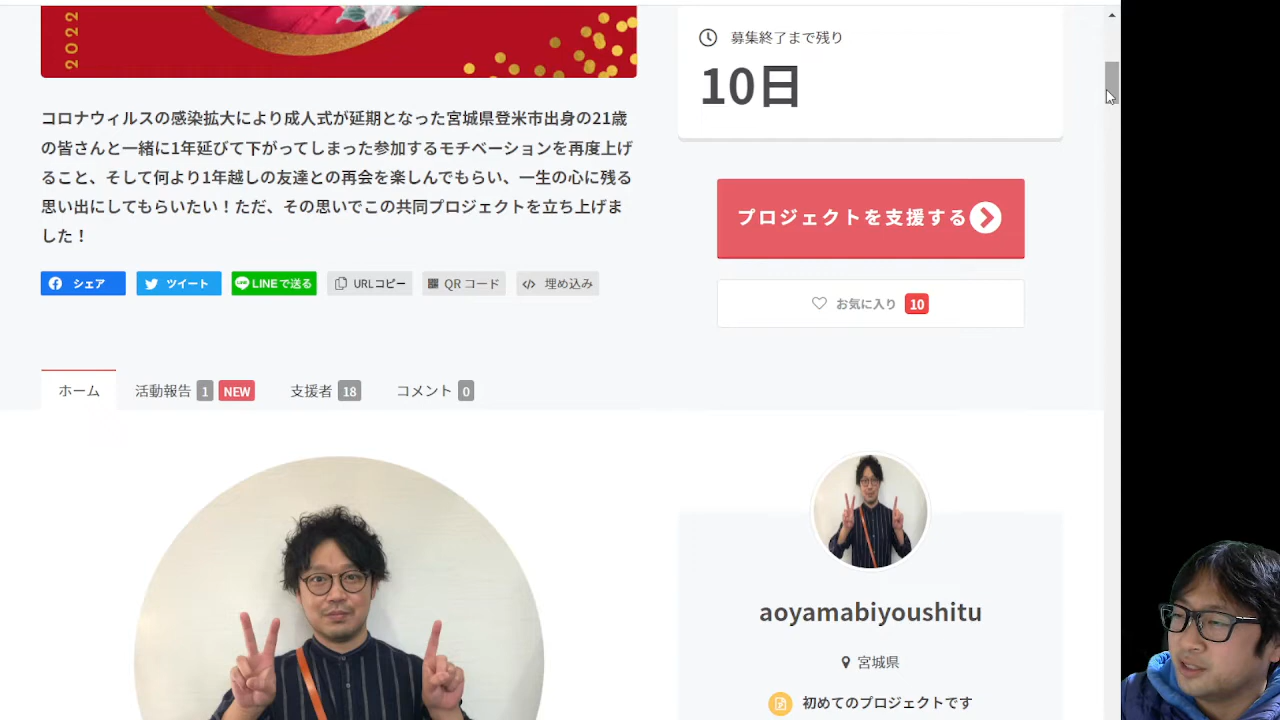 2022
コロナウィルスの感染拡大により成人式が延期となった宮城県登米市出身の21歳
の皆さんと一緒に1年延びて下がってしまった参加するモチベーションを再度上げ
ること、そして何より1年越しの友達との再会を楽しんでもらい、一生の心に残る
思い出にしてもらいたい！ただ、その思いでこの共同プロジェクトを立ち上げま
した！
シェア
ツイート
LINEで送る
URLコピー
QRコード
埋め込み
募集終了まで残り
10日
プロジェクトを支援する
お気に入り 10
ホーム
活動報告 1 NEW
支援者 18
コメント 0
aoyamabiyoushitu
宮城県
初めてのプロジェクトです